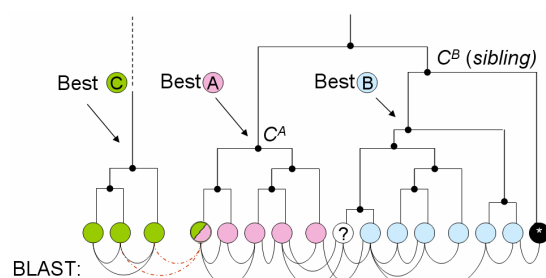 C^B (sibling)
Best C
Best A
Best B
C^A
?
*
BLAST: